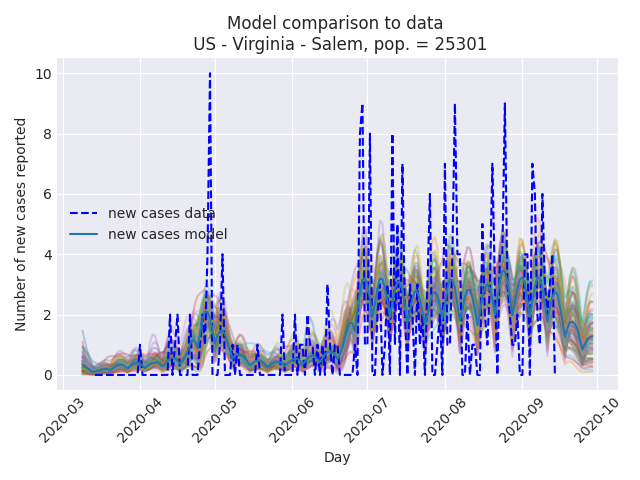 Model comparison to data
US - Virginia - Salem, pop. = 25301
Number of new cases reported
10
8
6
4
2
0
new cases data
new cases model
2020-03
2020-04
2020-05
2020-06
2020-07
2020-08
2020-09
2020-10
Day